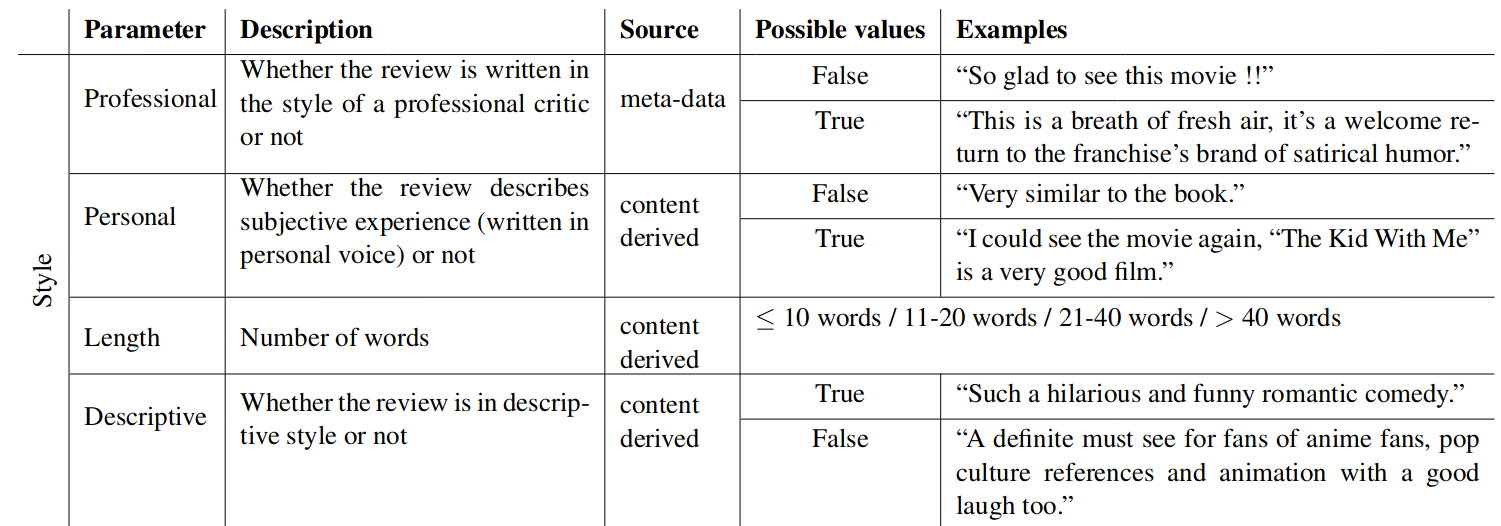 Parameter Description Source Possible values Examples
Style
Professional
Whether the review is written in
the style of a professional critic
or not
meta-data
False
“So glad to see this movie !!”
True
“This is a breath of fresh air, it’s a welcome re-
turn to the franchise’s brand of satirical humor.”
Personal
Whether the review describes
subjective experience (written in
personal voice) or not
content
derived
False
“Very similar to the book.”
True
“I could see the movie again, “The Kid With Me”
is a very good film.”
Length
Number of words
content
derived
≤ 10 words / 11-20 words / 21-40 words / > 40 words
Descriptive
Whether the review is in descrip-
tive style or not
content
derived
True
“Such a hilarious and funny romantic comedy.”
False
“A definite must see for fans of anime fans, pop
culture references and animation with a good
laugh too.”